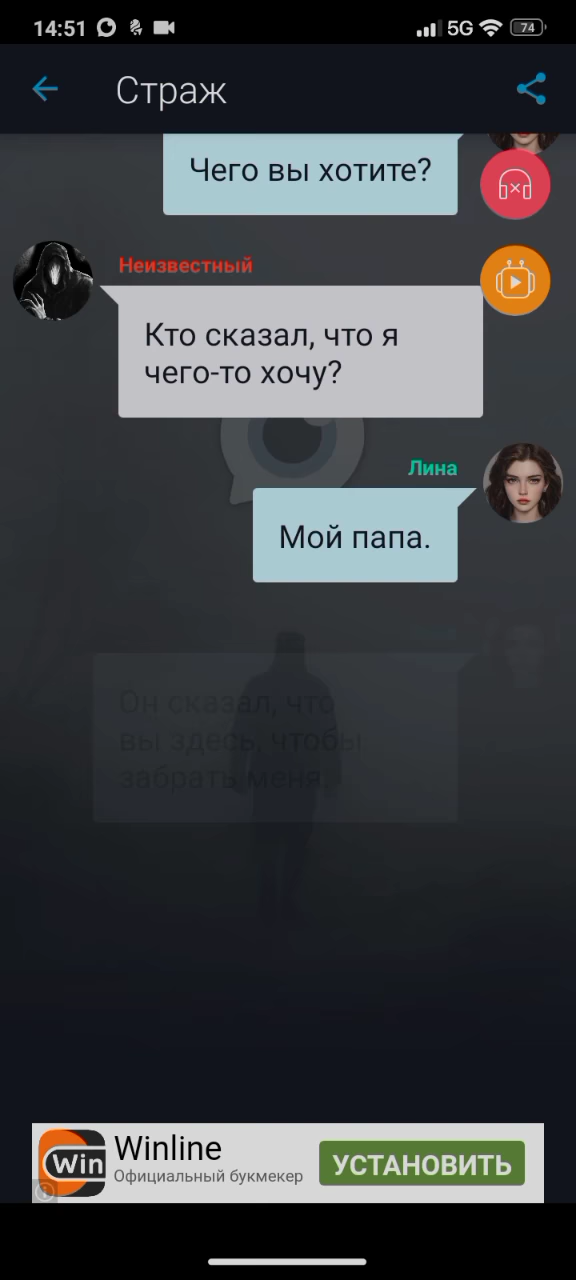 14:51
5G
74
Страж
Чего вы хотите?
Неизвестный
Кто сказал, что я
чего-то хочу?
Лина
Мой папа.
Он сказал, что
вы здесь, чтобы
забрать меня.
Win
Winline
Официальный букмекер
УСТАНОВИТЬ